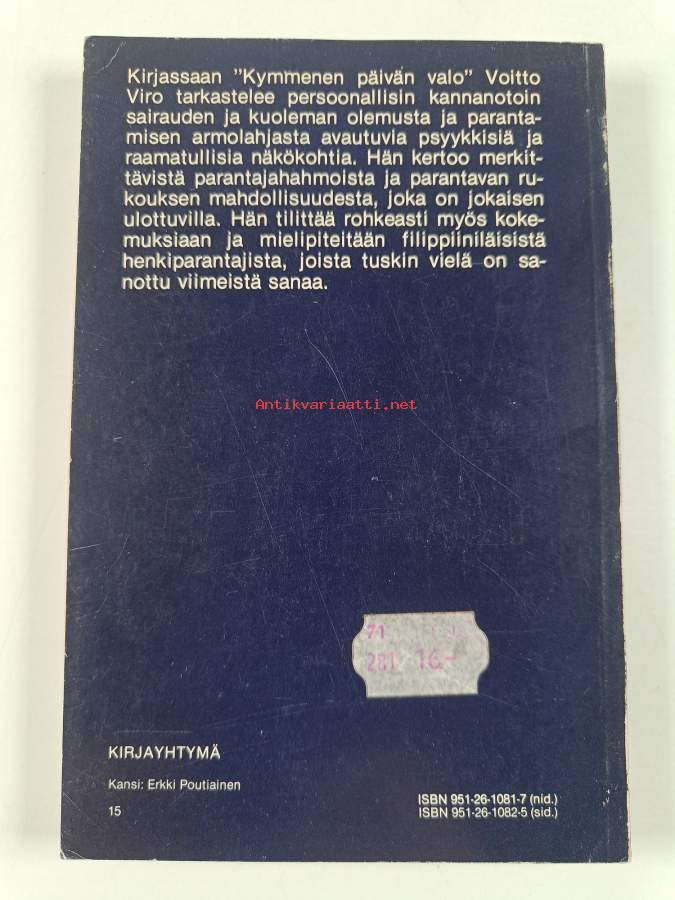 Kirjassaan "Kymmenen päivän valo" Voitto
Viro tarkastelee persoonallisin kannanotoin
sairauden ja kuoleman olemusta ja paranta-
misen armolahjasta avautuvia psyykkisiä ja
raamatullisia näkökohtia. Hän kertoo merkit-
tävistä parantajahahmoista ja parantavan ru-
kouksen mahdollisuudesta, joka on jokaisen
ulottuvilla. Hän tilittää rohkeasti myös koke-
muksiaan ja mielipiteitään filippiiniläisistä
henkiparantajista, joista tuskin vielä on sa-
nottu viimeistä sanaa.
Antikvariaatti.net
71
281 16.-
KIRJAYHTYMÄ
Kansi: Erkki Poutiainen
15
ISBN 951-26-1081-7 (nid.)
ISBN 951-26-1082-5 (sid.)